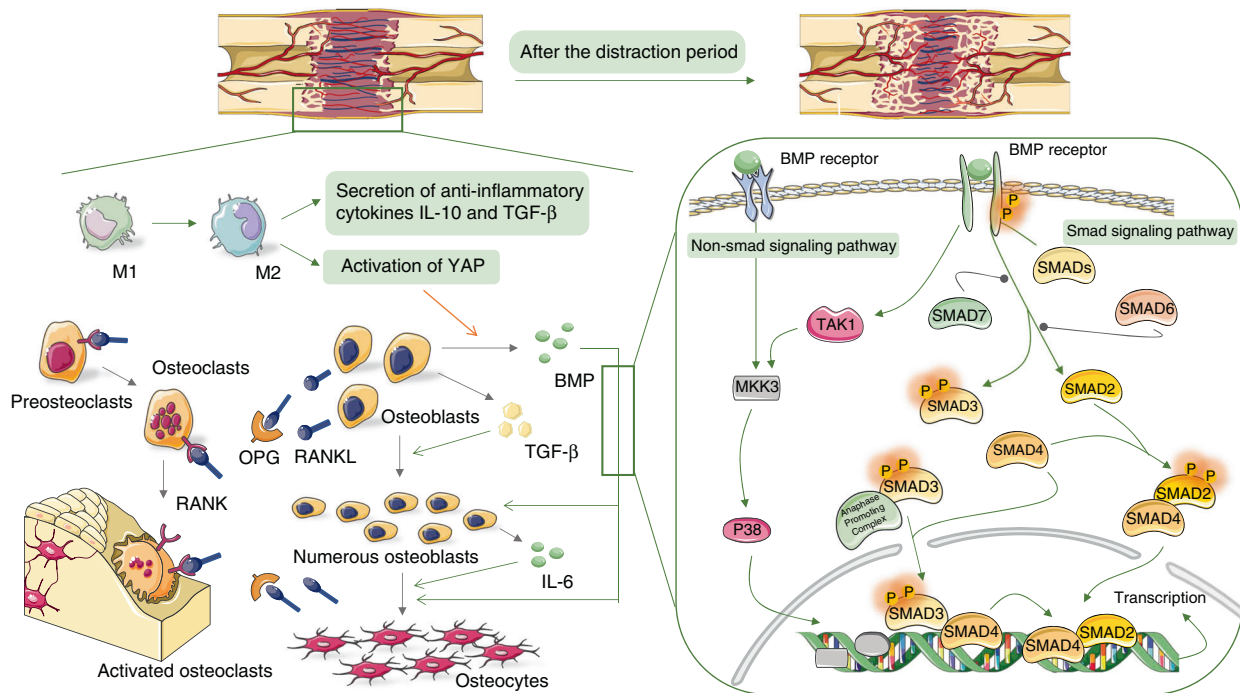 After the distraction period
Secretion of anti-inflammatory
cytokines IL-10 and TGF-β
M1
M2
Activation of YAP
Preosteoclasts
Osteoclasts
RANK
Activated osteoclasts
OPG
RANKL
Osteoblasts
BMP
TGF-β
Numerous osteoblasts
IL-6
Osteocytes
BMP receptor
BMP receptor
P
P
Non-smad signaling pathway
Smad signaling pathway
SMADs
SMAD7
SMAD6
TAK1
MKK3
P
P
SMAD3
SMAD2
SMAD4
P
P
SMAD3
Anaphase
Promoting
Complex
P
P
SMAD2
SMAD4
P38
P
P
SMAD3
SMAD4
SMAD4
SMAD2
Transcription